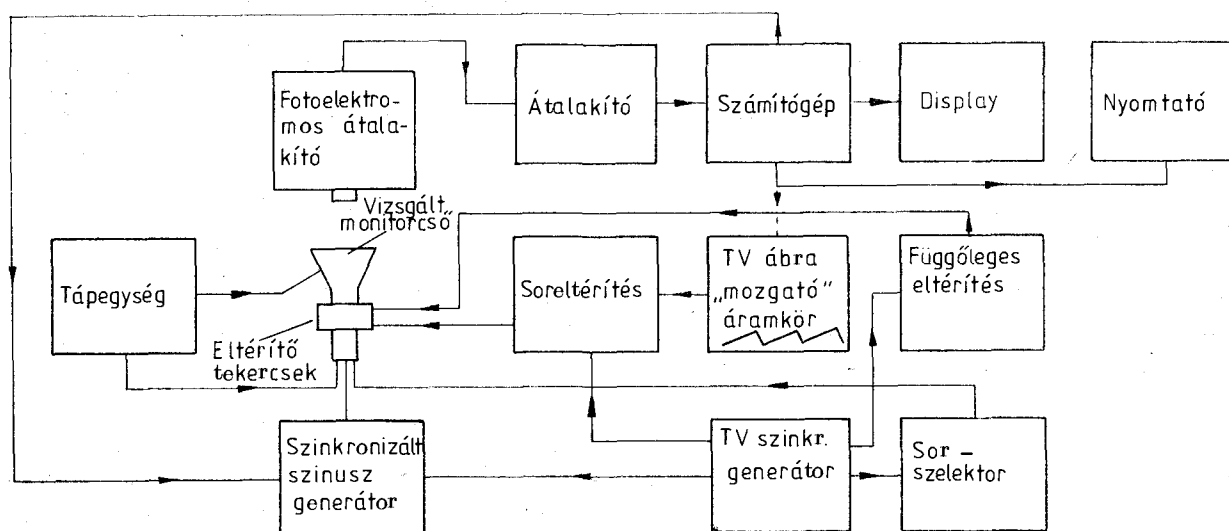 Fotoelektro-
mos átala-
kító
Átalakító
Számítógép
Display
Nyomtató
Vizsgált
monitorcső
Tápegység
Soreltérítés
TV ábra
„mozgató”
áramkör
Függőleges
eltérítés
Eltérítő
tekercsek
Szinkronizált
szinusz
generátor
TV szinkr.
generátor
Sor -
szelektor